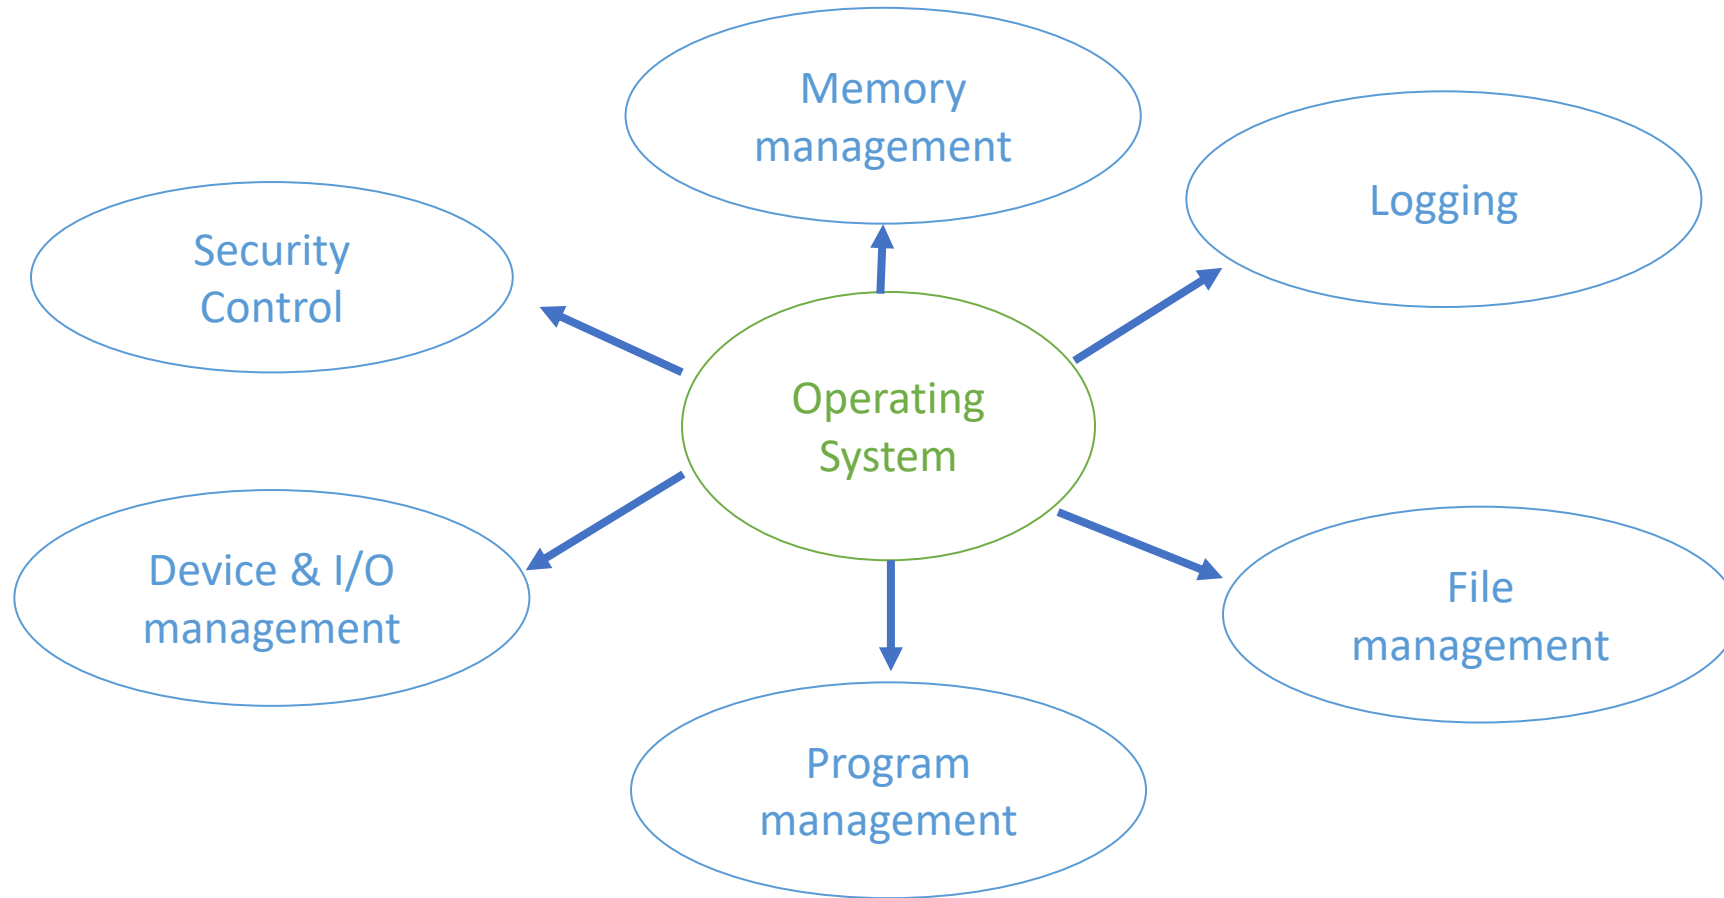 Memory
management
Logging
Security
Control
Operating
System
Device & I/O
management
File
management
Program
management